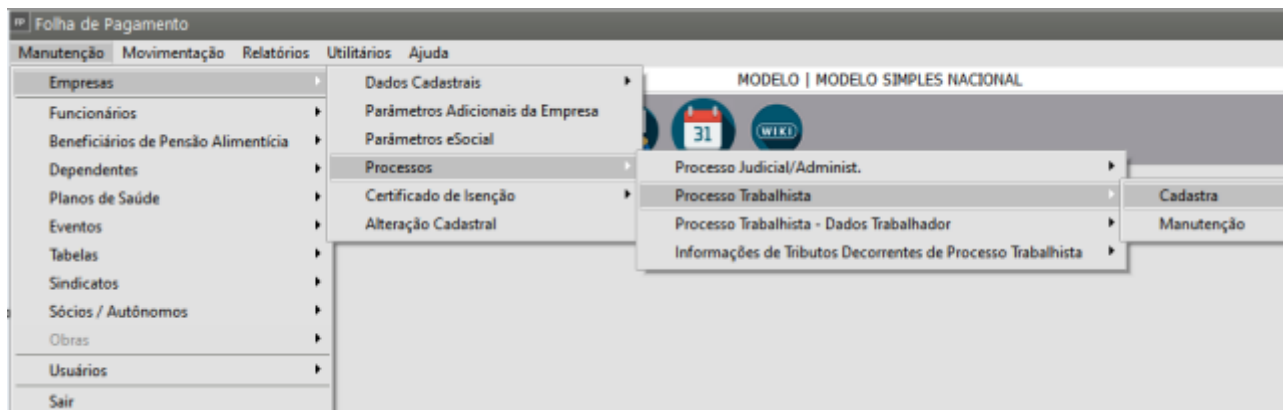 FP Folha de Pagamento
Manutenção Movimentação Relatórios Utilitários Ajuda
MODELO | MODELO SIMPLES NACIONAL
31
WIKI
Empresas
Funcionários
Beneficiários de Pensão Alimentícia
Dependentes
Planos de Saúde
Eventos
Tabelas
Sindicatos
Sócios / Autônomos
Obras
Usuários
Sair
Dados Cadastrais
Parâmetros Adicionais da Empresa
Parâmetros eSocial
Processos
Certificado de Isenção
Alteração Cadastral
Processo Judicial/Administ.
Processo Trabalhista
Processo Trabalhista - Dados Trabalhador
Informações de Tributos Decorrentes de Processo Trabalhista
Cadastra
Manutenção